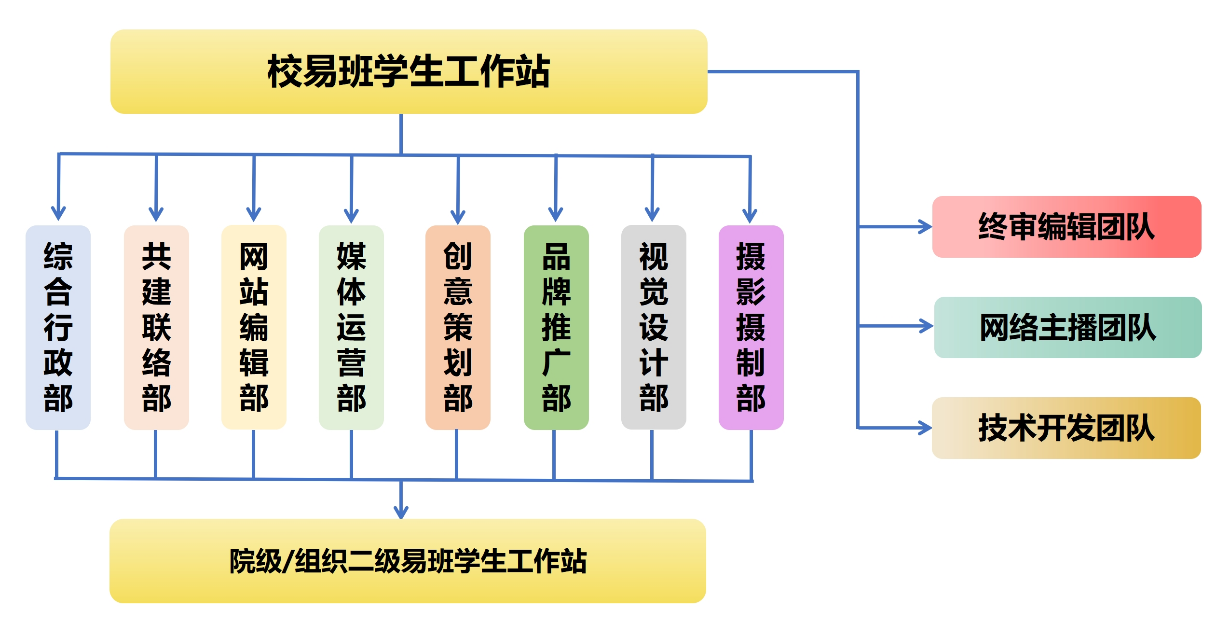 校易班学生工作站
综合行政部
共建联络部
网站编辑部
媒体运营部
创意策划部
品牌推广部
视觉设计部
摄影摄制部
终审编辑团队
网络主播团队
技术开发团队
院级/组织二级易班学生工作站